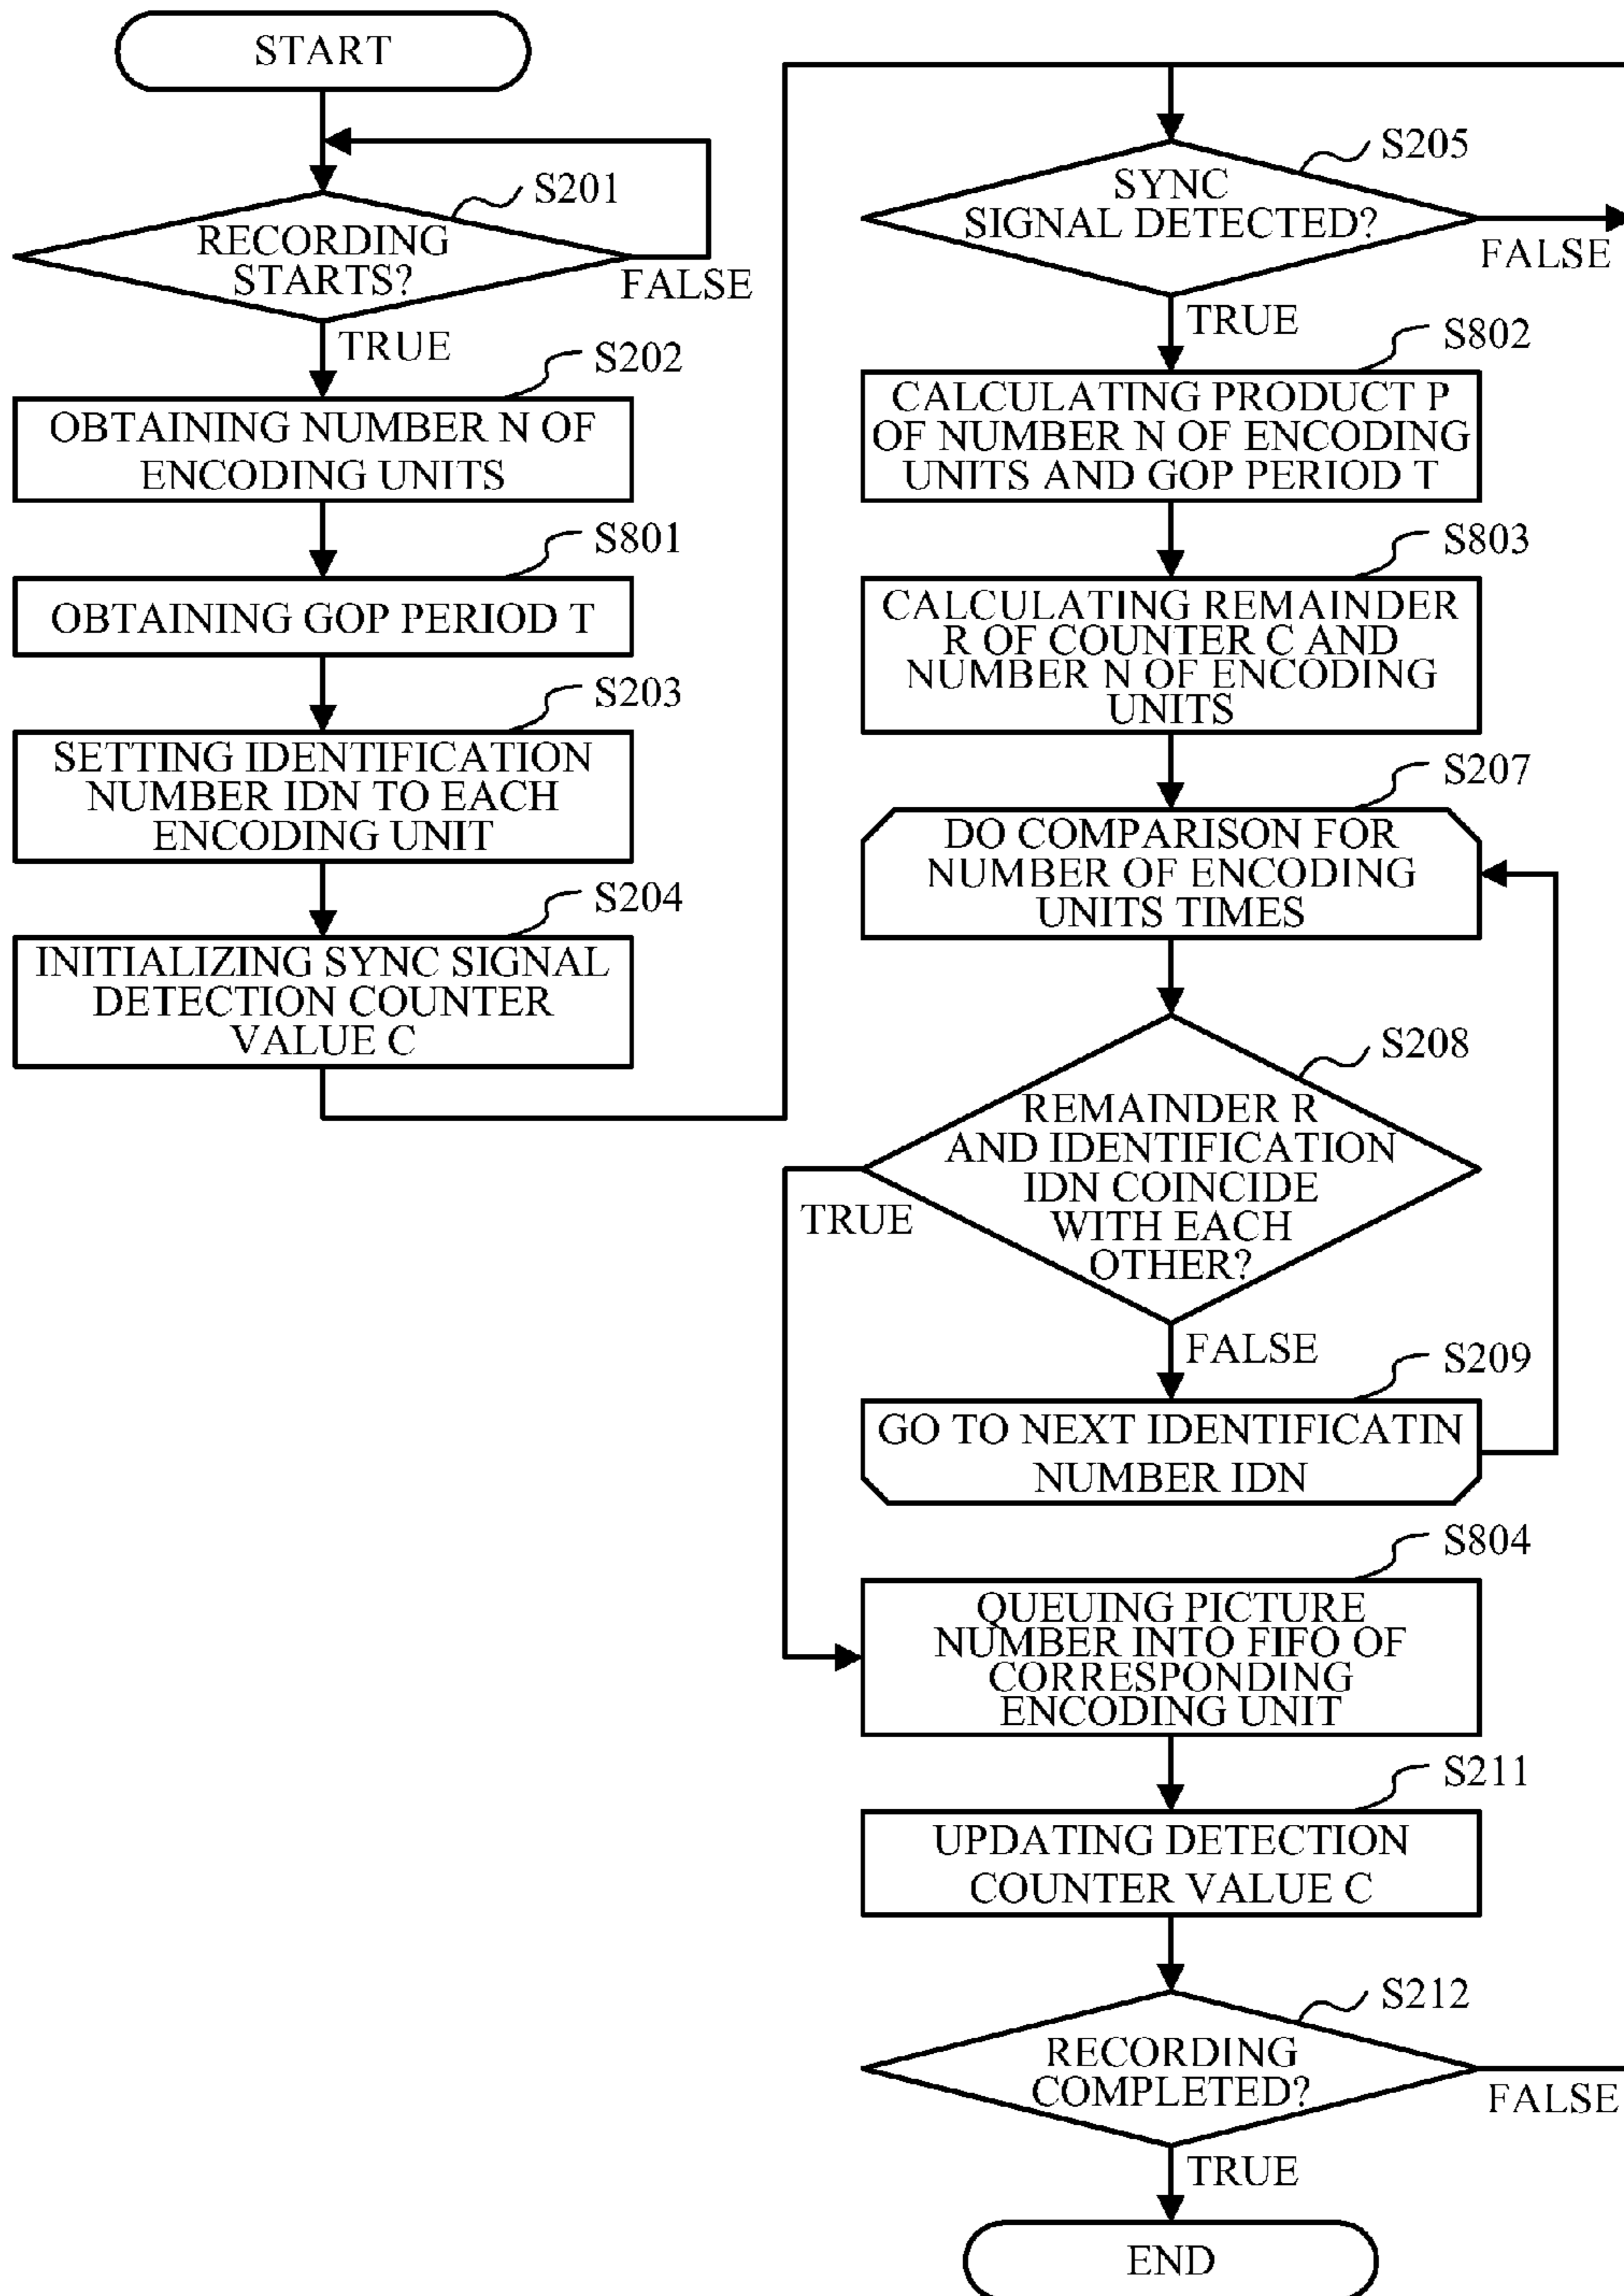 START
S201
RECORDING
STARTS?
FALSE
TRUE
S202
OBTAINING NUMBER N OF
ENCODING UNITS
S801
OBTAINING GOP PERIOD T
S203
SETTING IDENTIFICATION
NUMBER IDN TO EACH
ENCODING UNIT
S204
INITIALIZING SYNC SIGNAL
DETECTION COUNTER
VALUE C
S205
SYNC
SIGNAL DETECTED?
FALSE
TRUE
S802
CALCULATING PRODUCT P
OF NUMBER N OF ENCODING
UNITS AND GOP PERIOD T
S803
CALCULATING REMAINDER
R OF COUNTER C AND
NUMBER N OF ENCODING
UNITS
S207
DO COMPARISON FOR
NUMBER OF ENCODING
UNITS TIMES
S208
REMAINDER R
AND IDENTIFICATION
IDN COINCIDE
WITH EACH
OTHER?
TRUE
FALSE
S209
GO TO NEXT IDENTIFICATIN
NUMBER IDN
S804
QUEUING PICTURE
NUMBER INTO FIFO OF
CORRESPONDING
ENCODING UNIT
S211
UPDATING DETECTION
COUNTER VALUE C
S212
RECORDING
COMPLETED?
FALSE
TRUE
END